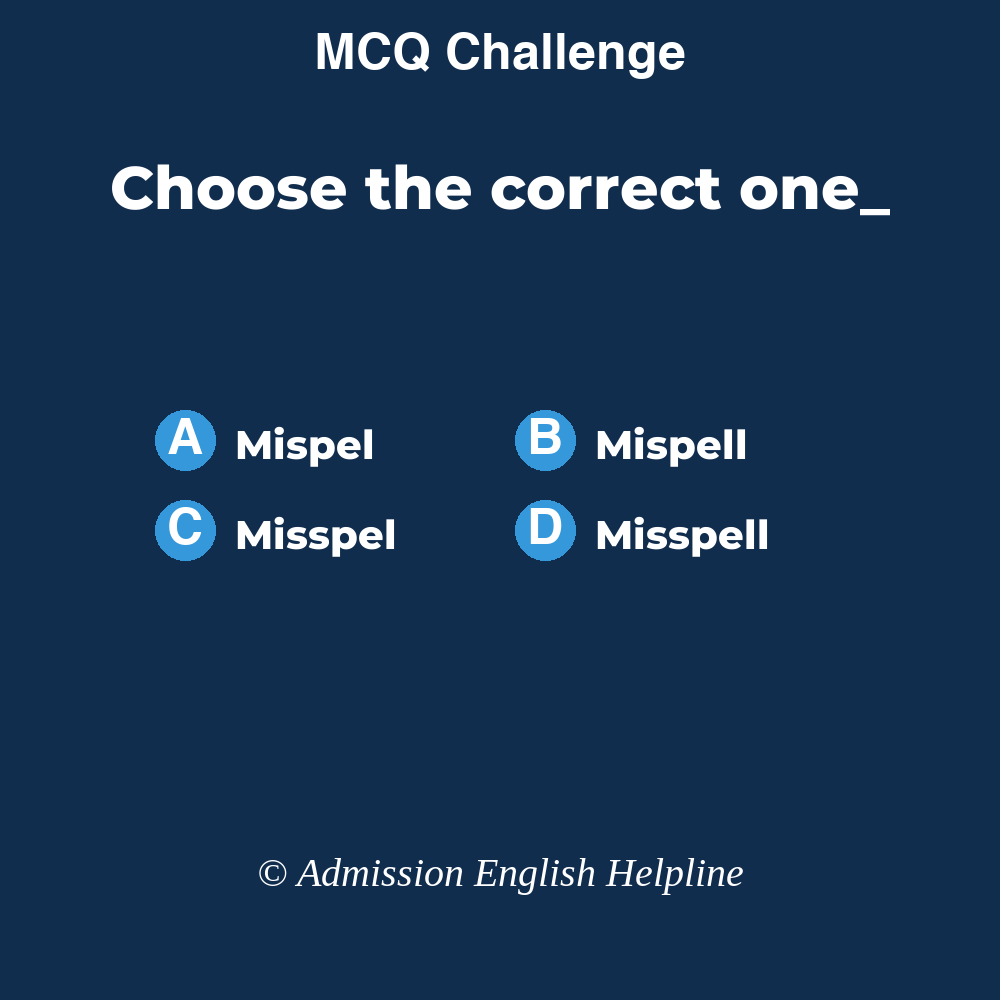 MCQ Challenge
Choose the correct one_
A Mispel B Mispell
C Misspel D Misspell
© Admission English Helpline